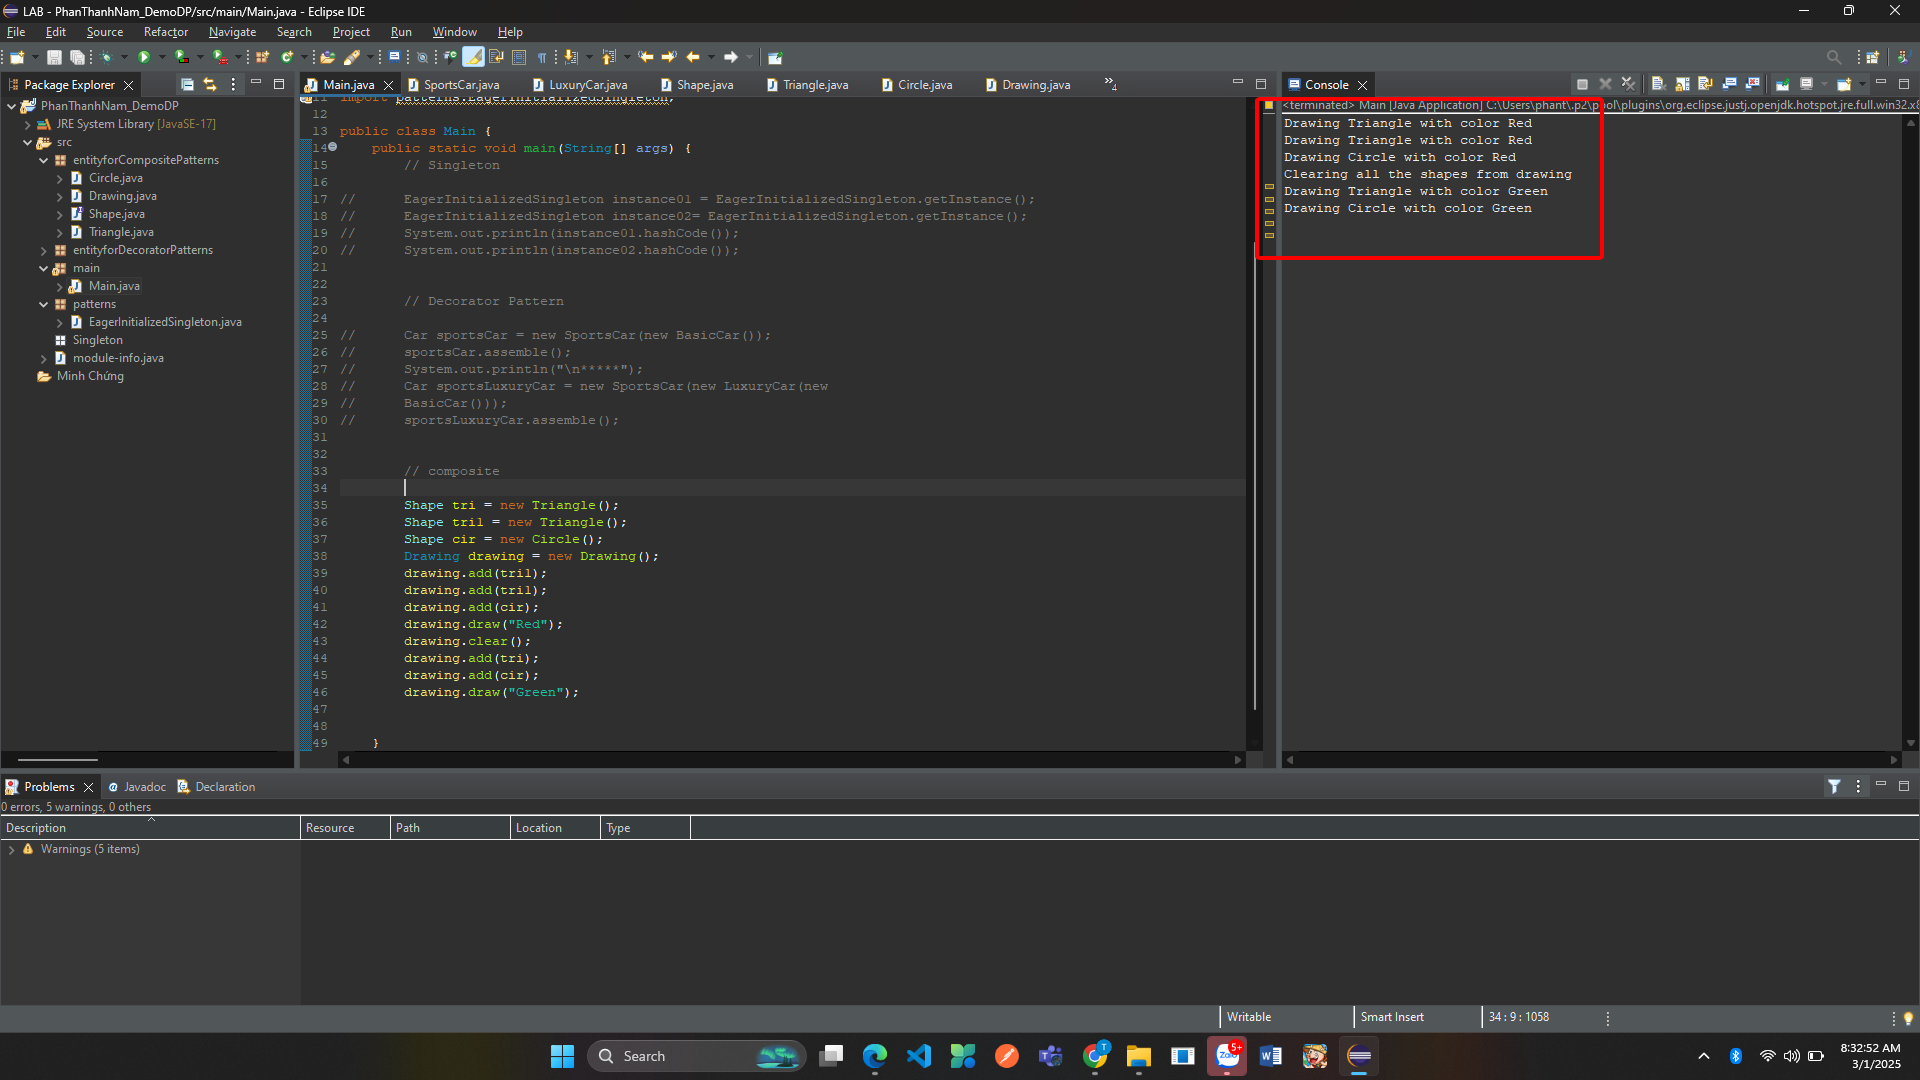 LAB - PhanThanhNam_DemoDP/src/main/Main.java - Eclipse IDE
File Edit Source Refactor Navigate Search Project Run Window Help
Package Explorer
PhanThanhNam_DemoDP
JRE System Library [JavaSE-17]
src
entityforCompositePatterns
Circle.java
Drawing.java
Shape.java
Triangle.java
entityforDecoratorPatterns
main
Main.java
patterns
EagerInitializedSingleton.java
Singleton
module-info.java
Minh Chứng
Main.java SportsCar.java LuxuryCar.java Shape.java Triangle.java Circle.java Drawing.java »4
11 import patterns.EagerInitializedSingleton;
12
13 public class Main {
14 public static void main(String[] args) {
15 // Singleton
16
17 // EagerInitializedSingleton instance01 = EagerInitializedSingleton.getInstance();
18 // EagerInitializedSingleton instance02= EagerInitializedSingleton.getInstance();
19 // System.out.println(instance01.hashCode());
20 // System.out.println(instance02.hashCode());
21
22
23 // Decorator Pattern
24
25 // Car sportsCar = new SportsCar(new BasicCar());
26 // sportsCar.assemble();
27 // System.out.println("\n*****");
28 // Car sportsLuxuryCar = new SportsCar(new LuxuryCar(new
29 // BasicCar()));
30 // sportsLuxuryCar.assemble();
31
32
33 // composite
34
35 Shape tri = new Triangle();
36 Shape tri1 = new Triangle();
37 Shape cir = new Circle();
38 Drawing drawing = new Drawing();
39 drawing.add(tri1);
40 drawing.add(tri1);
41 drawing.add(cir);
42 drawing.draw("Red");
43 drawing.clear();
44 drawing.add(tri);
45 drawing.add(cir);
46 drawing.draw("Green");
47
48
49 }
Console
<terminated> Main [Java Application] C:\Users\phant\.p2\pool\plugins\org.eclipse.justj.openjdk.hotspot.jre.full.win32.x8
Drawing Triangle with color Red
Drawing Triangle with color Red
Drawing Circle with color Red
Clearing all the shapes from drawing
Drawing Triangle with color Green
Drawing Circle with color Green
Problems Javadoc Declaration
0 errors, 5 warnings, 0 others
Description Resource Path Location Type
Warnings (5 items)
Writable Smart Insert 34 : 9 : 1058
Search
T
Zalo 5+
8:32:52 AM
3/1/2025